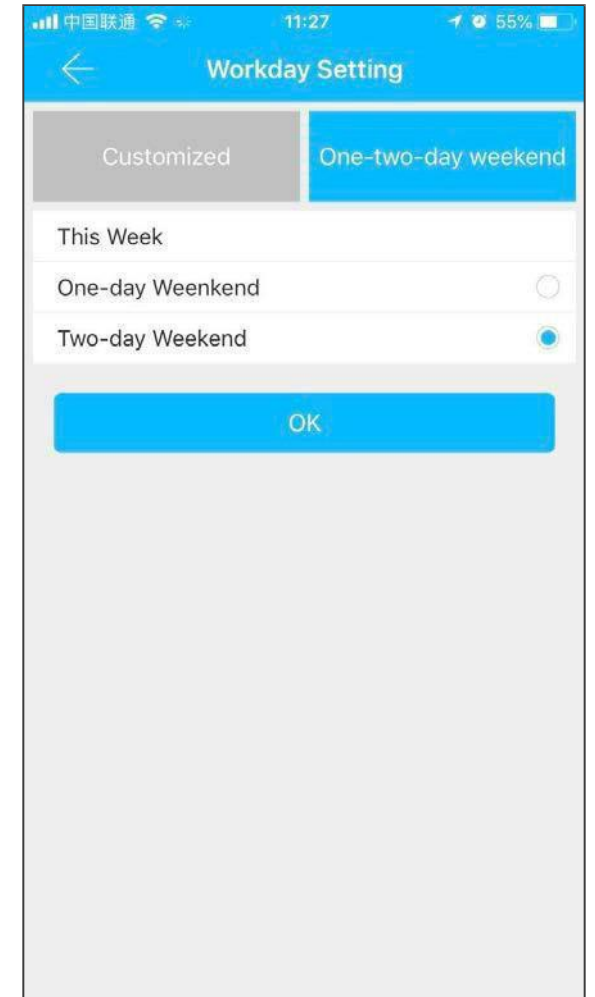 中国联通 11:27 55%
Workday Setting
Customized One-two-day weekend
This Week
One-day Weenkend
Two-day Weekend
OK